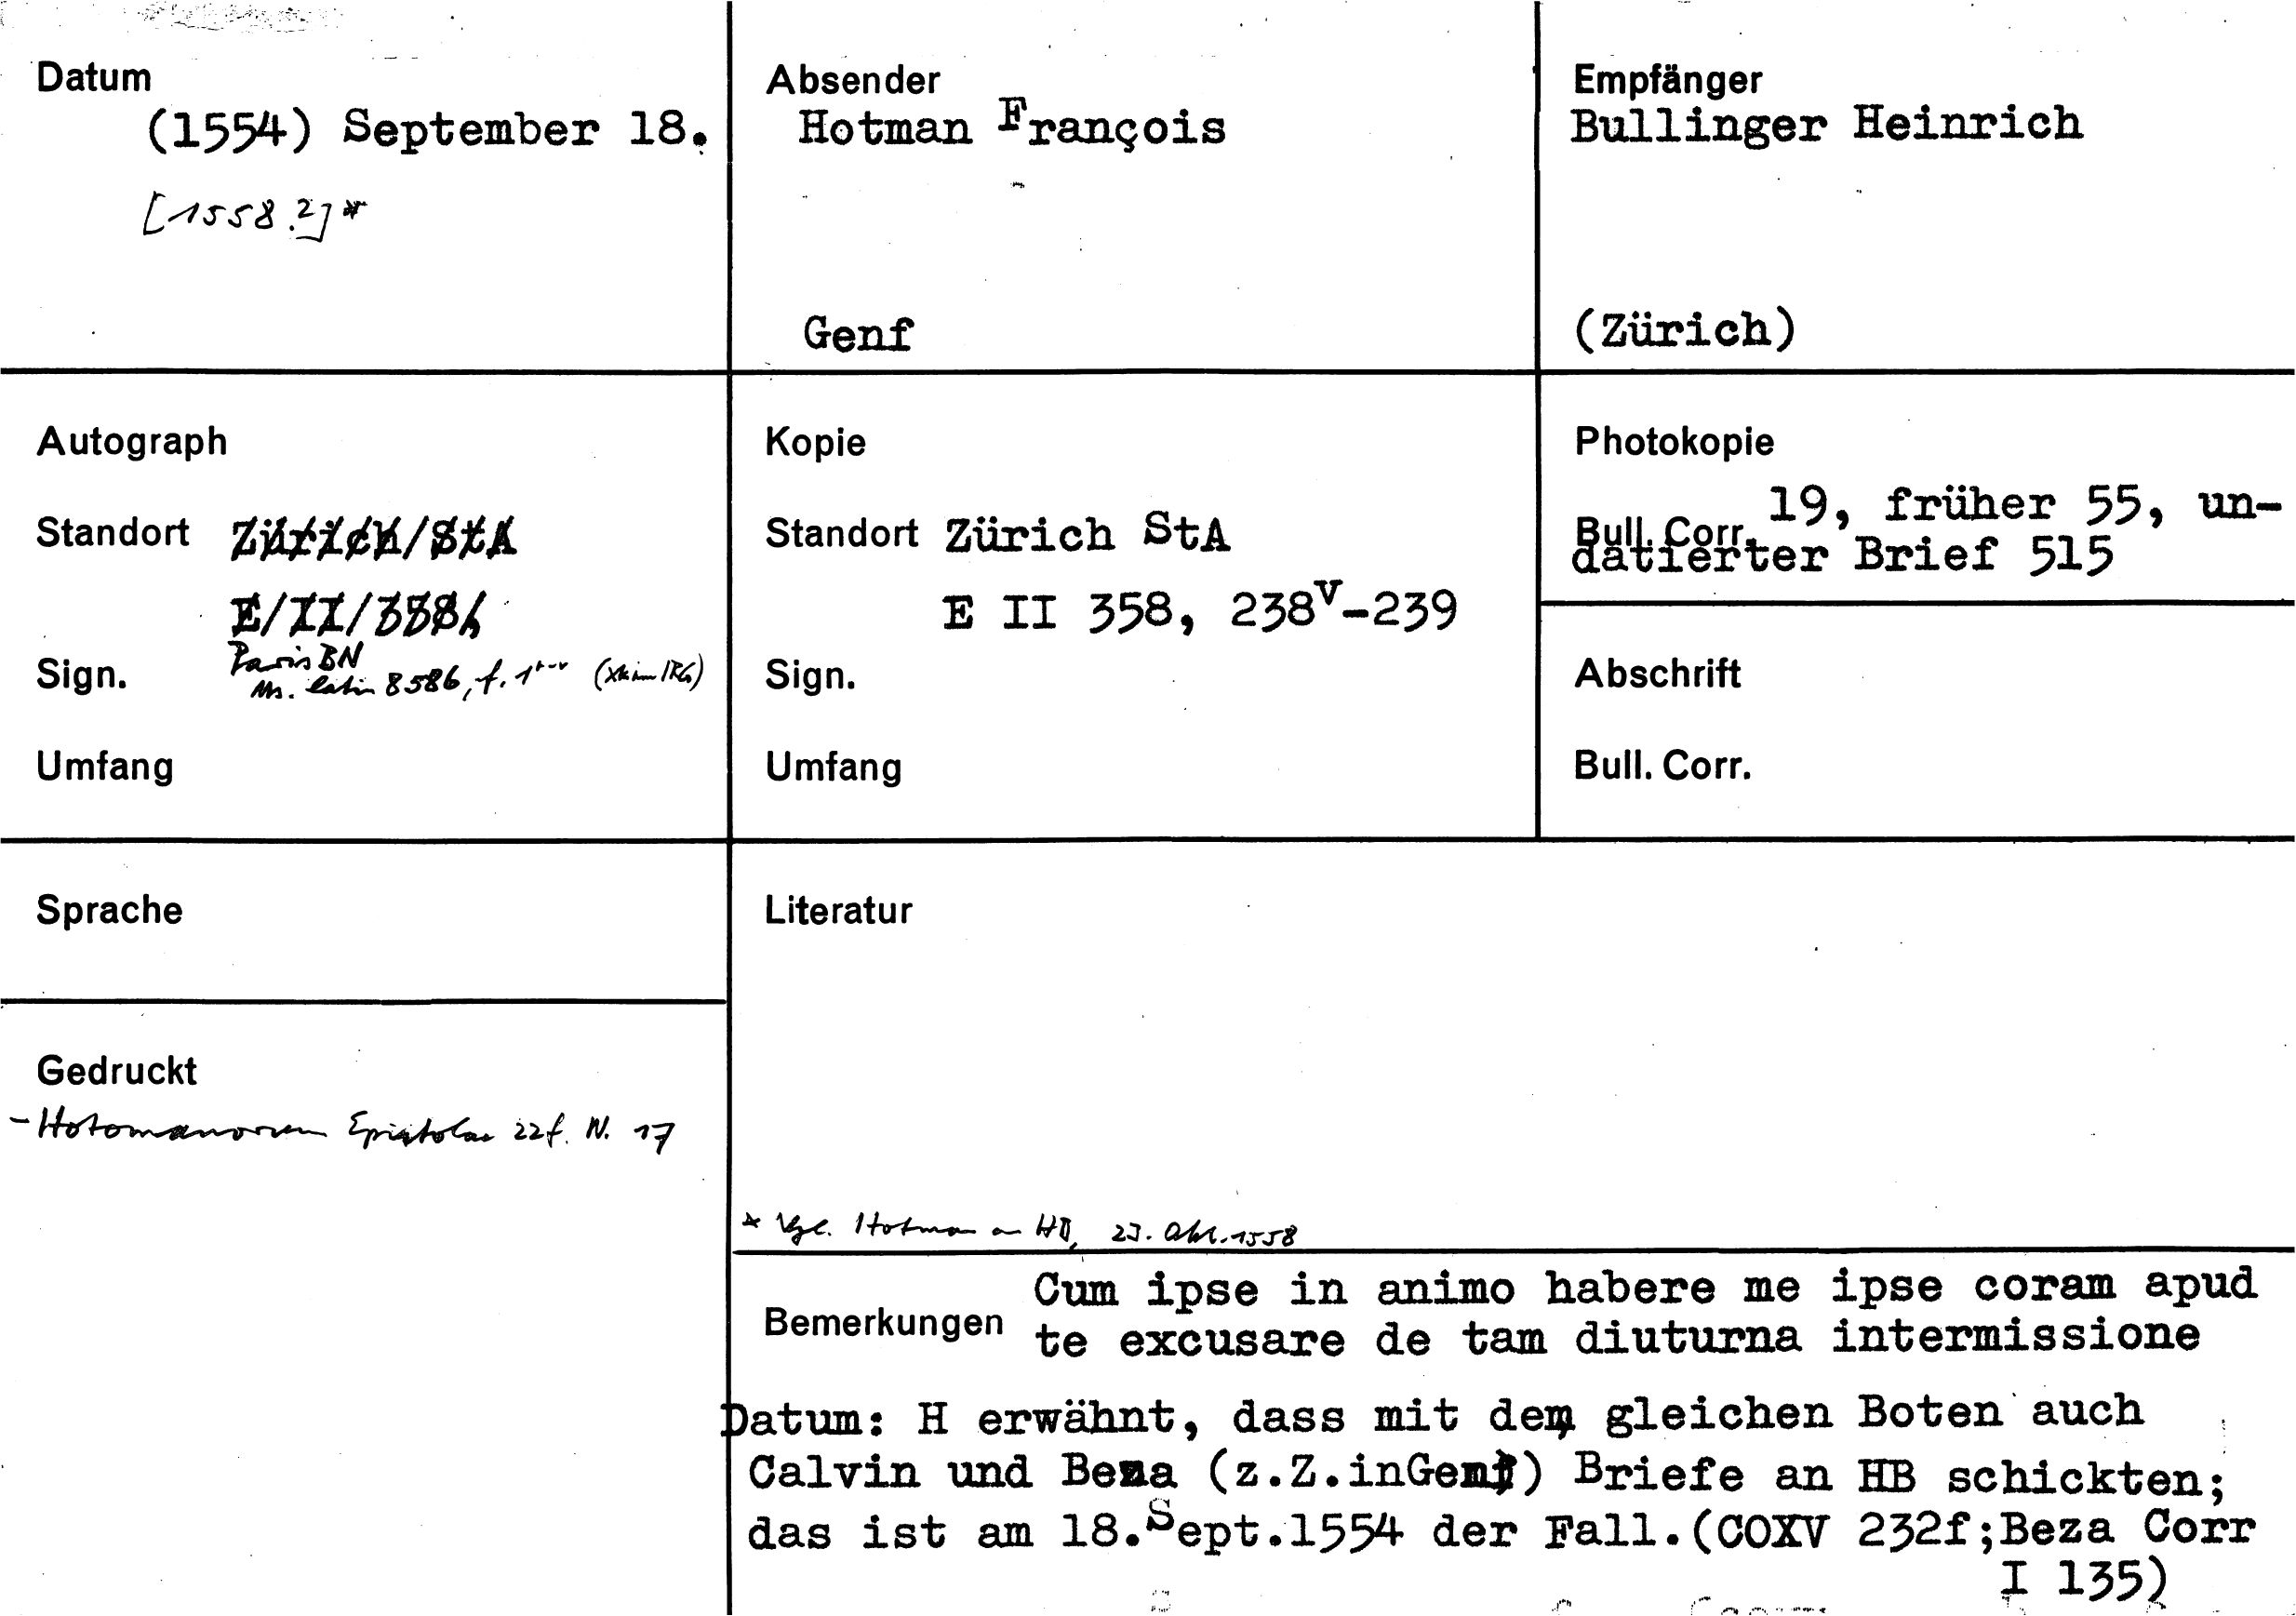 Datum
(1554) September 18.
[1558?]*
Absender
Hotman François
Genf
Empfänger
Bullinger Heinrich
(Zürich)
Autograph
Standort Zürich/StA
E/II/358,
Paris BN
Sign. Ms. latin 8586, f. 1r-v (Xk im IRG)
Umfang
Kopie
Standort Zürich StA
E II 358, 238v-239
Sign.
Umfang
Photokopie
Bull. Corr. 19, früher 55, un-
datierter Brief 515
Abschrift
Bull. Corr.
Sprache
Gedruckt
- Hotomanorum Epistolae 22f. N. 17
Literatur
* Vgl. Hotman an HB, 23. Okt. 1558
Bemerkungen Cum ipse in animo habere me ipse coram apud
te excusare de tam diuturna intermissione
Datum: H erwähnt, dass mit dem gleichen Boten auch
Calvin und Beza (z.Z.inGenf) Briefe an HB schickten;
das ist am 18.Sept.1554 der Fall.(COXV 232f;Beza Corr
I 135)